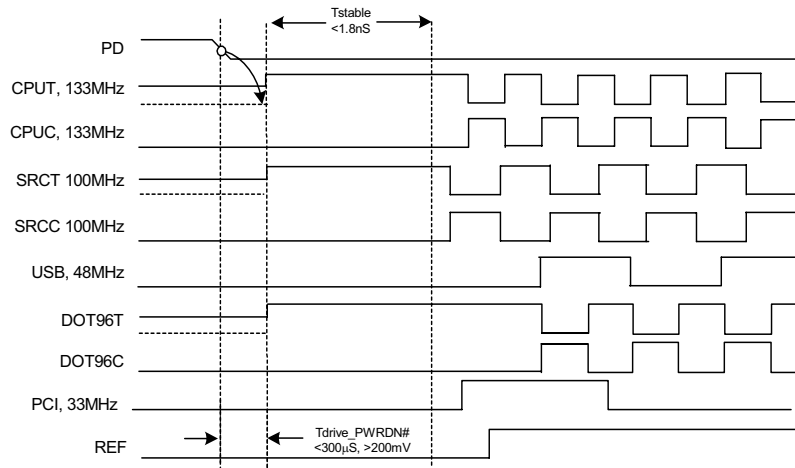 Tstable
<1.8nS
PD
CPUT, 133MHz
CPUC, 133MHz
SRCT 100MHz
SRCC 100MHz
USB, 48MHz
DOT96T
DOT96C
PCI, 33MHz
Tdrive_PWRDN#
<300µS, >200mV
REF